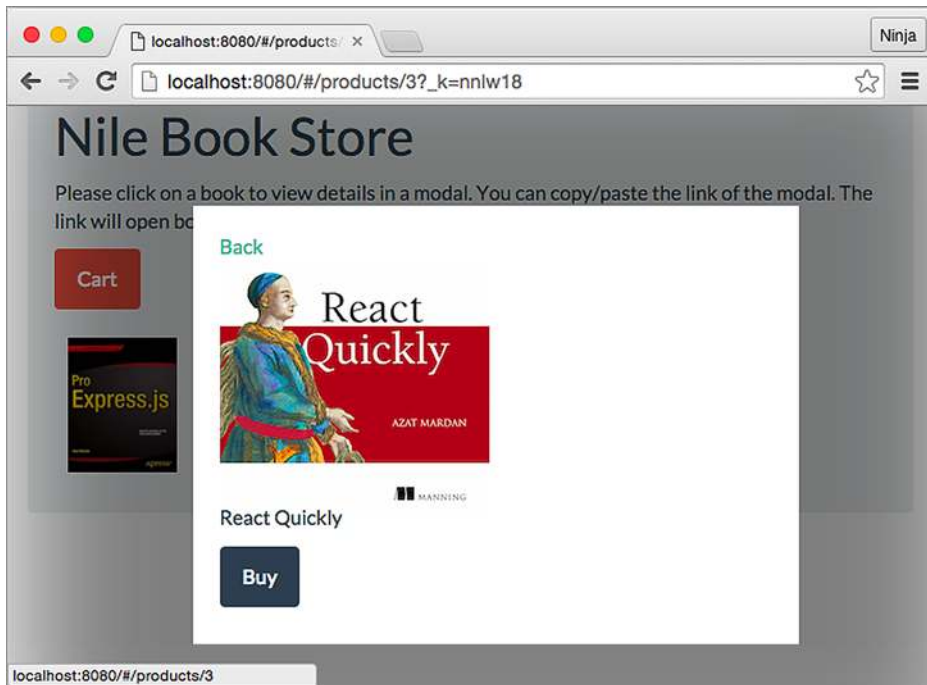 localhost:8080/#/products/
Ninja
localhost:8080/#/products/3?_k=nnlw18
Nile Book Store
Please click on a book to view details in a modal. You can copy/paste the link of the modal. The
link will open bo
Back
Cart
React
Quickly
Pro
Express.js
AZAT MARDAN
apress
MANNING
React Quickly
Buy
localhost:8080/#/products/3